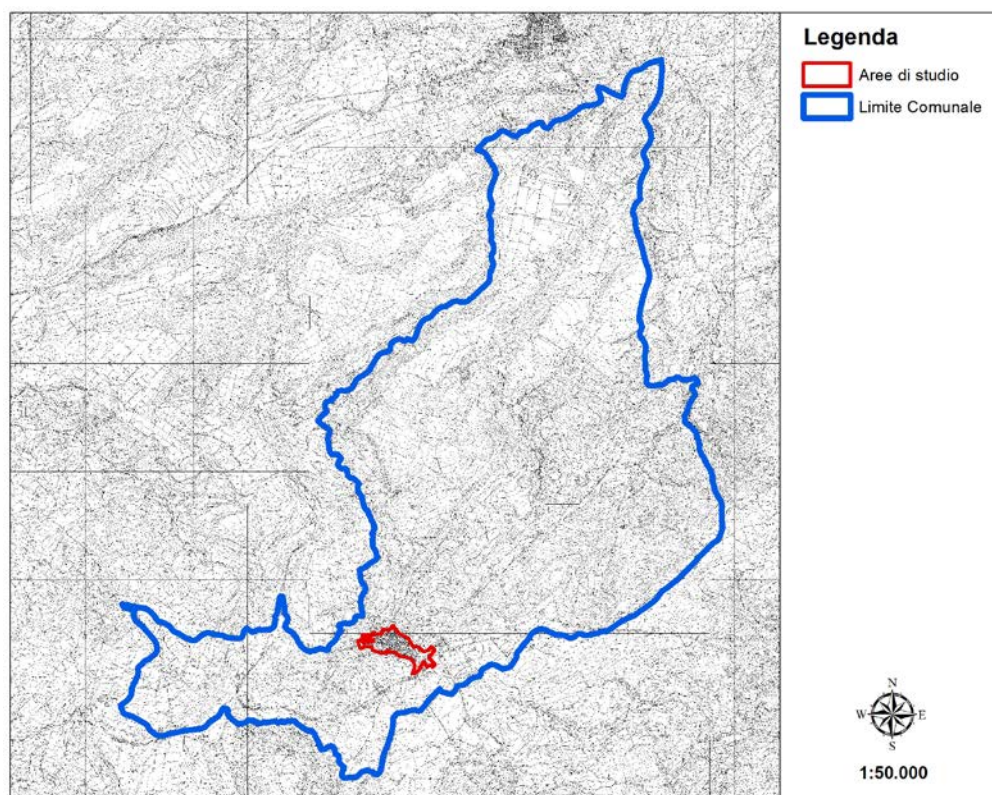 Legenda
Aree di studio
Limite Comunale
N
W E
S
1:50.000